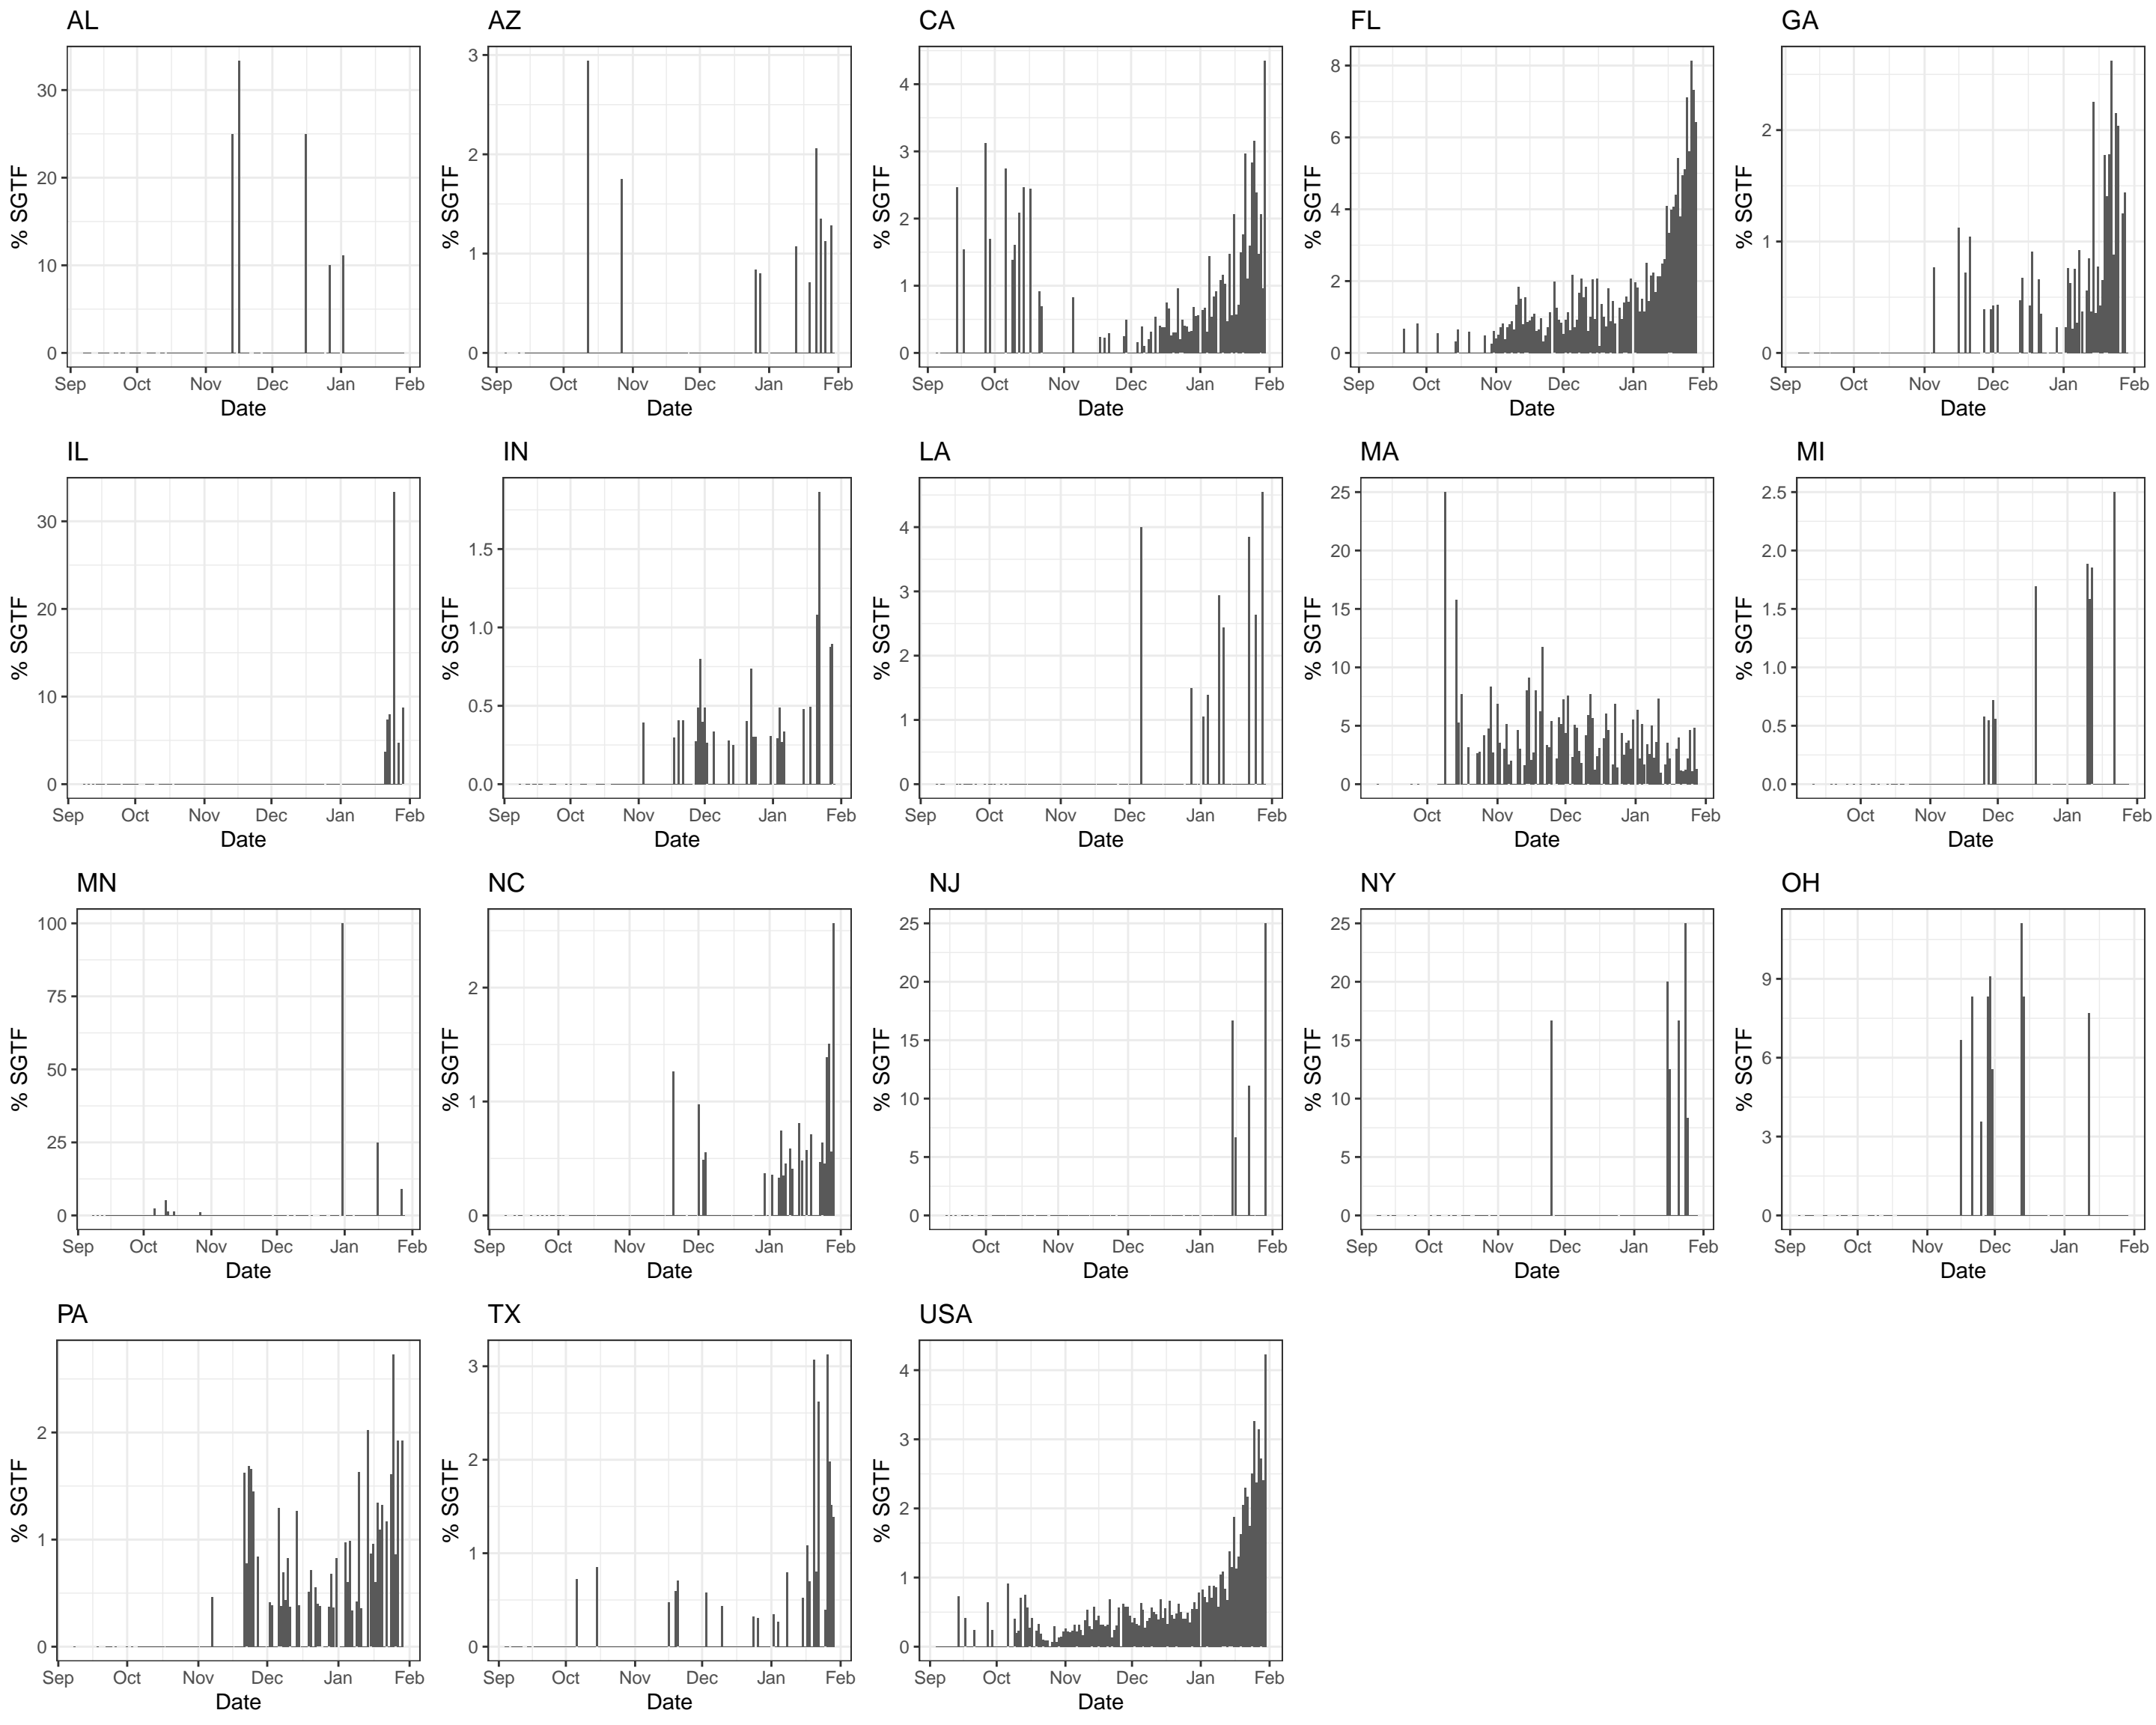 AL AZ CA FL GA
% SGTF 0 10 20 30
% SGTF 0 1 2 3
% SGTF 0 1 2 3 4
% SGTF 0 2 4 6 8
% SGTF 0 1 2
Sep Oct Nov Dec Jan Feb
Sep Oct Nov Dec Jan Feb
Sep Oct Nov Dec Jan Feb
Sep Oct Nov Dec Jan Feb
Sep Oct Nov Dec Jan Feb
Date Date Date Date Date
IL IN LA MA MI
% SGTF 0 10 20 30
% SGTF 0.0 0.5 1.0 1.5
% SGTF 0 1 2 3 4
% SGTF 0 5 10 15 20 25
% SGTF 0.0 0.5 1.0 1.5 2.0 2.5
Sep Oct Nov Dec Jan Feb
Sep Oct Nov Dec Jan Feb
Sep Oct Nov Dec Jan Feb
Oct Nov Dec Jan Feb
Oct Nov Dec Jan Feb
Date Date Date Date Date
MN NC NJ NY OH
% SGTF 0 25 50 75 100
% SGTF 0 1 2
% SGTF 0 5 10 15 20 25
% SGTF 0 5 10 15 20 25
% SGTF 0 3 6 9
Sep Oct Nov Dec Jan Feb
Sep Oct Nov Dec Jan Feb
Oct Nov Dec Jan Feb
Sep Oct Nov Dec Jan Feb
Sep Oct Nov Dec Jan Feb
Date Date Date Date Date
PA TX USA
% SGTF 0 1 2
% SGTF 0 1 2 3
% SGTF 0 1 2 3 4
Sep Oct Nov Dec Jan Feb
Sep Oct Nov Dec Jan Feb
Sep Oct Nov Dec Jan Feb
Date Date Date